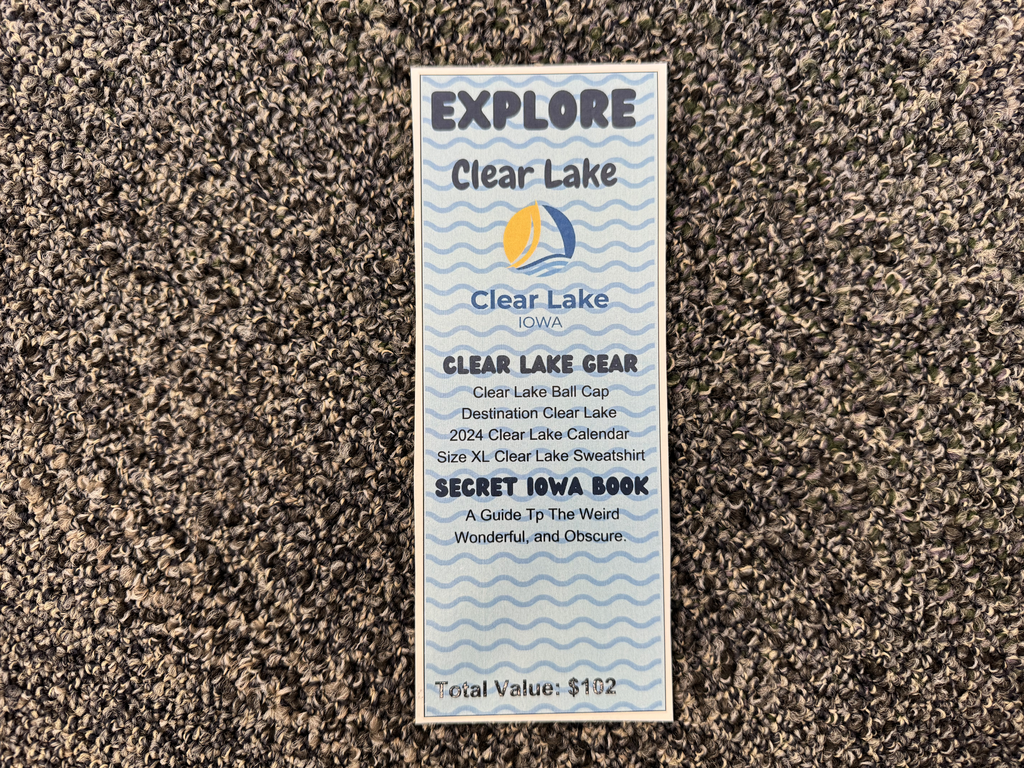 EXPLORE
Clear Lake
Clear Lake
IOWA
CLEAR LAKE GEAR
Clear Lake Ball Cap
Destination Clear Lake
2024 Clear Lake Calendar
Size XL Clear Lake Sweatshirt
SECRET IOWA BOOK
A Guide Tp The Weird
Wonderful, and Obscure.
Total Value: $102